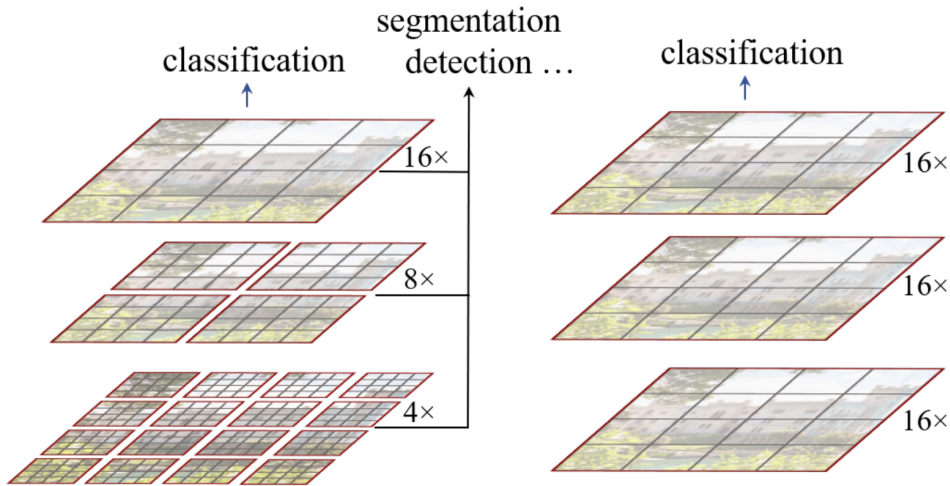 segmentation
classification
detection ...
classification
16×
16×
8×
16×
4×
16×